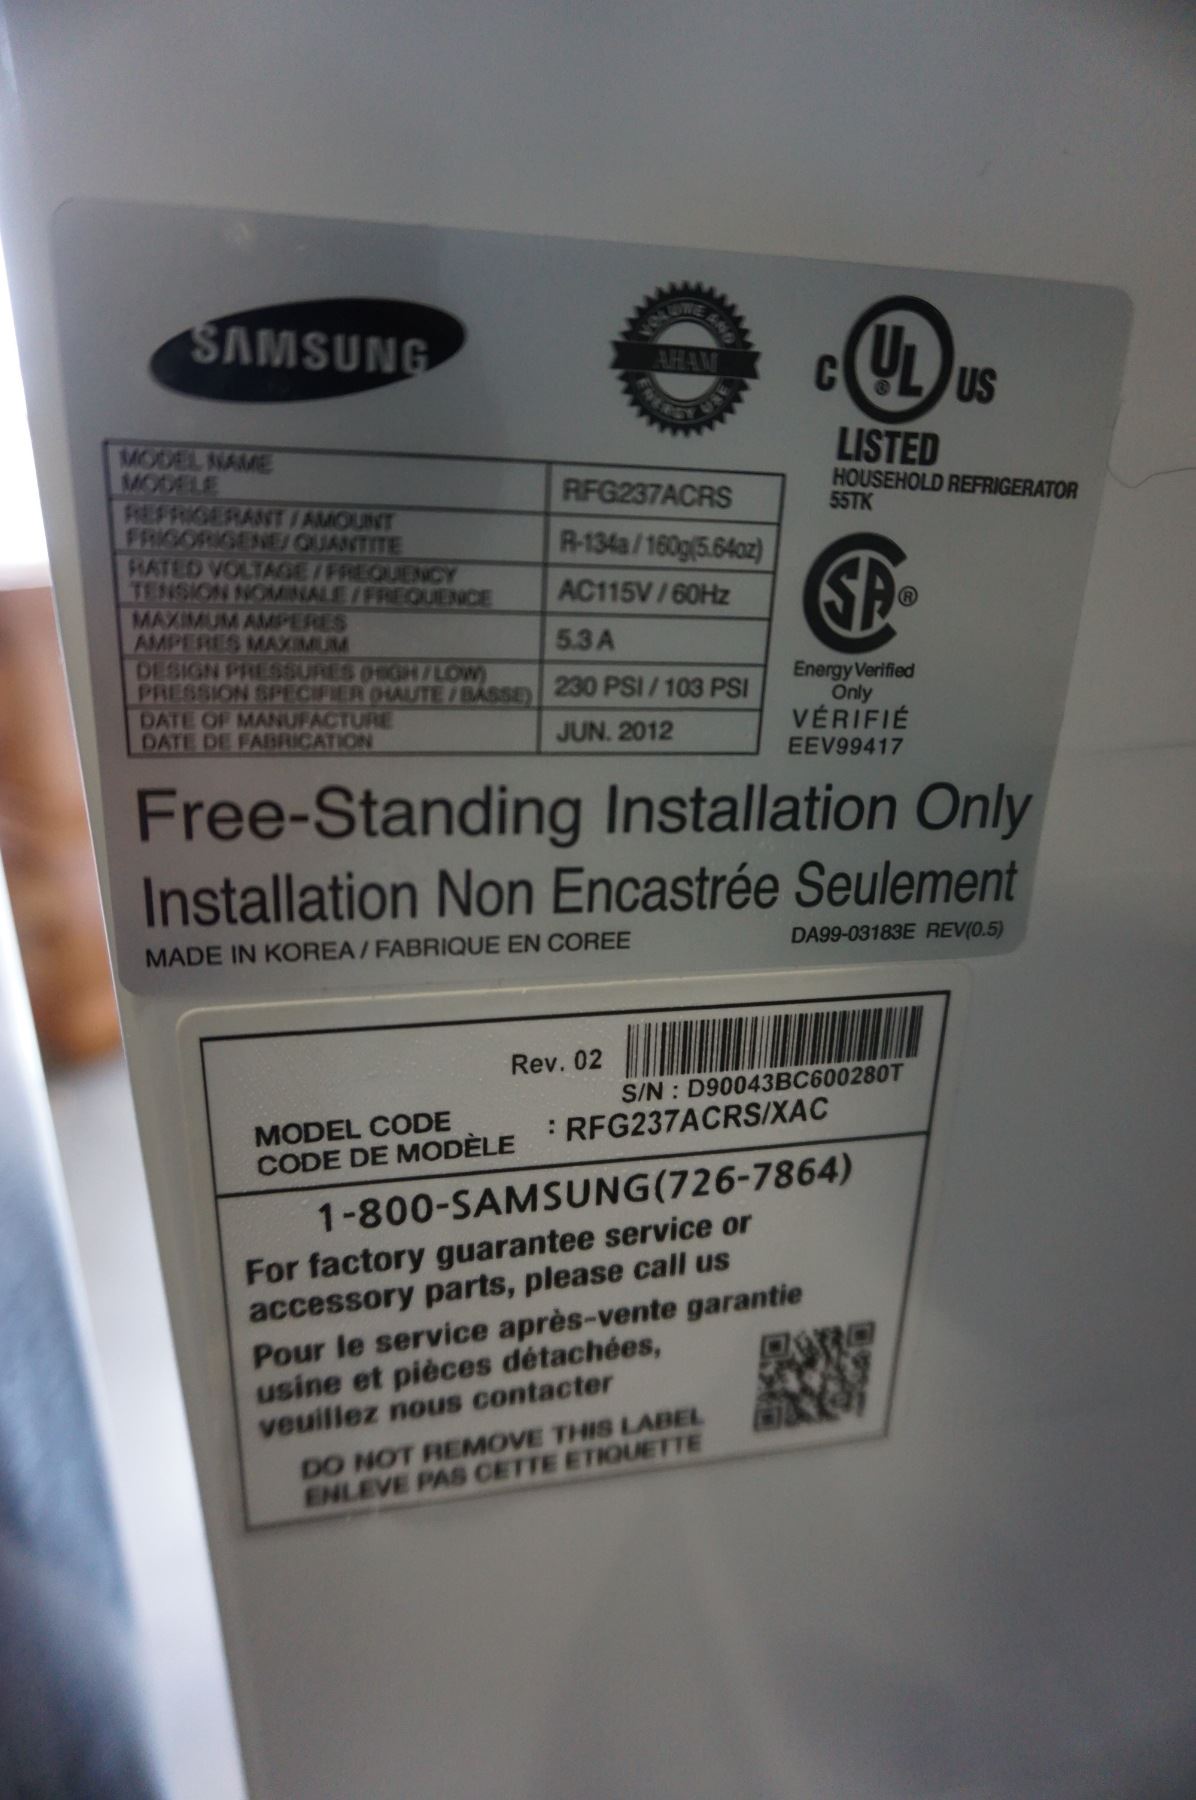 SAMSUNG
VOLUME AND
AHAM
ENERGY USE
C UL ® US
LISTED
HOUSEHOLD REFRIGERATOR
55TK
MODEL NAME
MODELE
RFG237ACRS
REFRIGERANT / AMOUNT
FRIGORIGENE/ QUANTITE
R-134a / 160g(5.64oz)
RATED VOLTAGE / FREQUENCY
TENSION NOMINALE / FREQUENCE
AC115V / 60Hz
MAXIMUM AMPERES
AMPERES MAXIMUM
5.3 A
DESIGN PRESSURES (HIGH / LOW)
PRESSION SPECIFIER (HAUTE / BASSE)
230 PSI / 103 PSI
DATE OF MANUFACTURE
DATE DE FABRICATION
JUN. 2012
SA ®
Energy Verified
Only
VÉRIFIÉ
EEV99417
Free-Standing Installation Only
Installation Non Encastrée Seulement
MADE IN KOREA / FABRIQUE EN COREE
DA99-03183E REV(0.5)
Rev. 02
S/N : D90043BC600280T
MODEL CODE
CODE DE MODÈLE
: RFG237ACRS/XAC
1-800-SAMSUNG(726-7864)
For factory guarantee service or
accessory parts, please call us
Pour le service après-vente garantie
usine et pièces détachées,
veuillez nous contacter
DO NOT REMOVE THIS LABEL
ENLEVE PAS CETTE ETIQUETTE